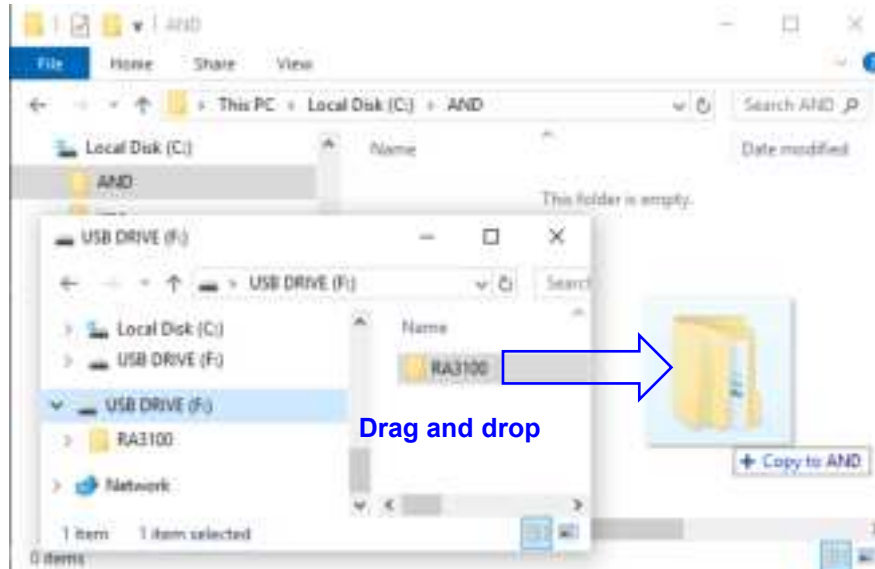 AND
File Home Share View
This PC Local Disk (C:) AND Search AND
Local Disk (C:) Name Date modified
AND
This folder is empty.
USB DRIVE (F:)
USB DRIVE (F:) Search
Local Disk (C:) Name
USB DRIVE (F:) RA3100
USB DRIVE (F:)
Drag and drop
RA3100
+ Copy to AND
Network
1 item 1 item selected
0 items